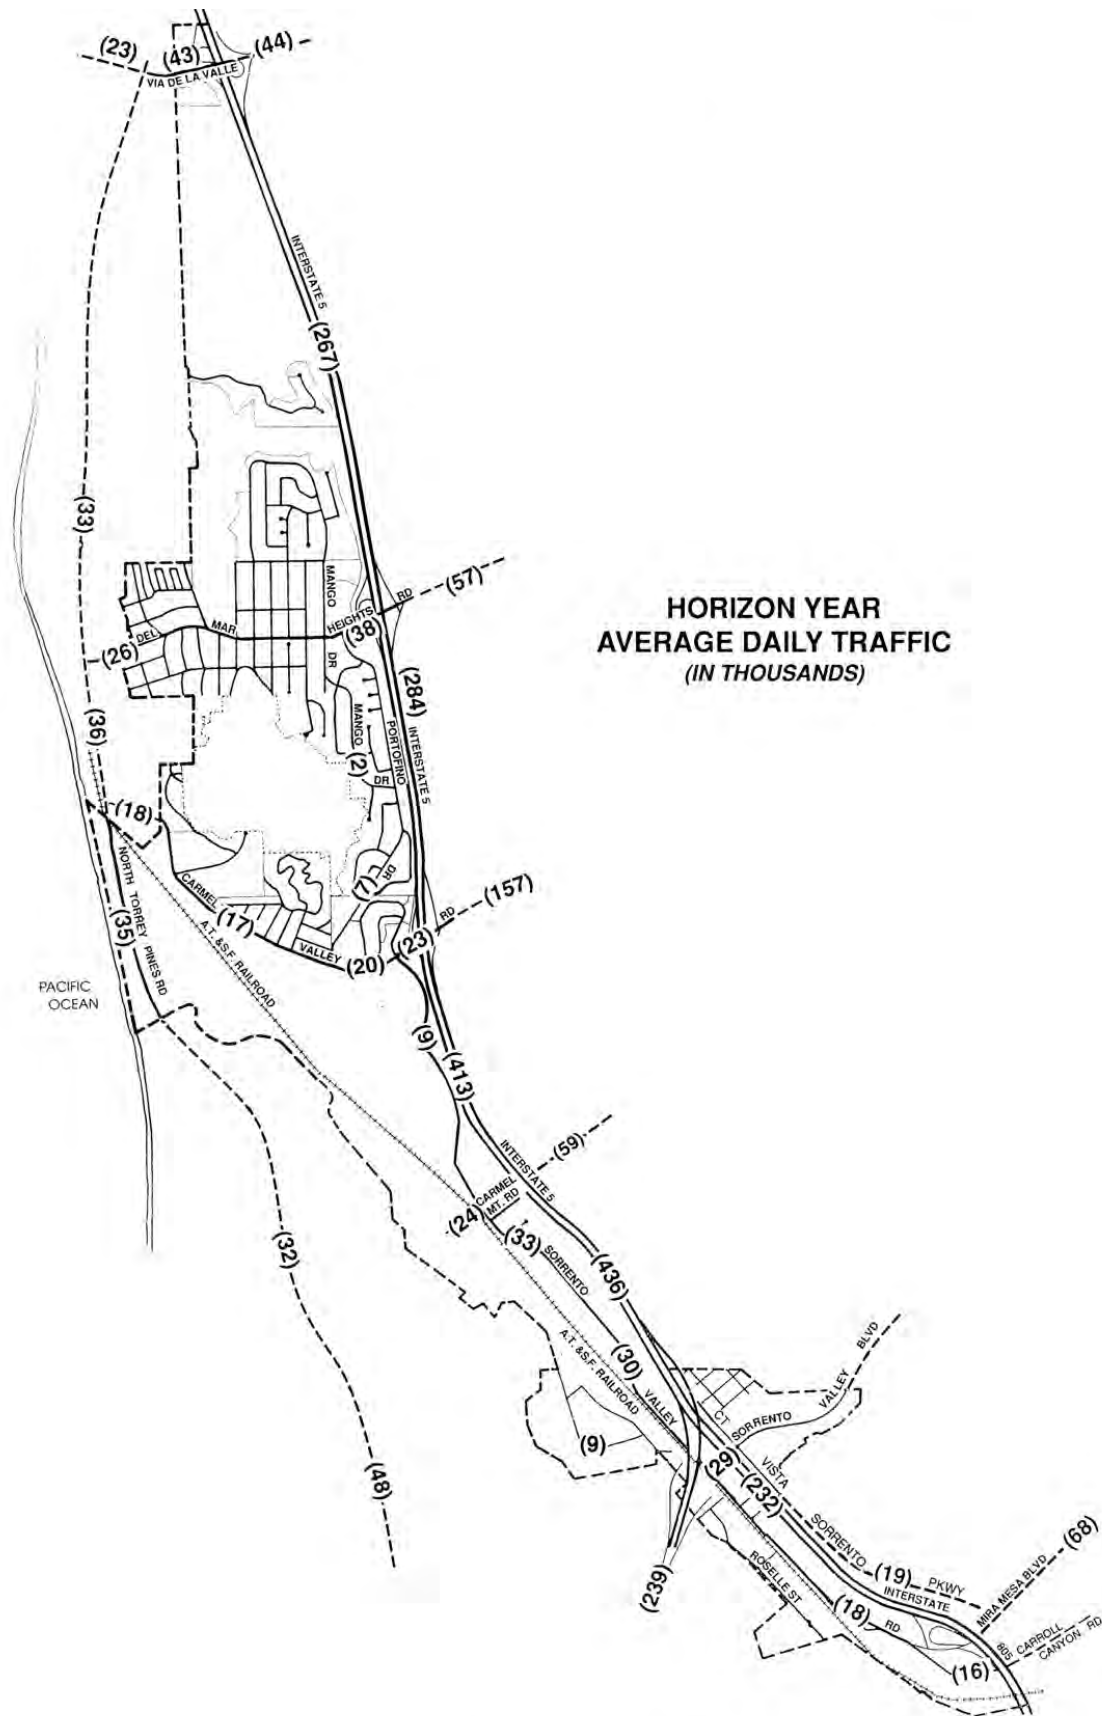 (23)
(43)
(44)
VIA DE LA VALLE
INTERSTATE 5
(267)
(33)
MANGO
(57)
RD
HEIGHTS
(38)
MAR
DEL
(26)
DR
HORIZON YEAR
AVERAGE DAILY TRAFFIC
(IN THOUSANDS)
(284)
(36)
MANGO
PORTOFINO
INTERSTATE 5
(2)
DR
(18)
NORTH TORREY PINES RD
CARMEL
DR
(7)
(157)
RD
(17)
(35)
A.T. & S.F. RAILROAD
VALLEY
(23)
(20)
PACIFIC
OCEAN
(9)
(413)
(59)
INTERSTATE 5
CARMEL
MT. RD
(24)
(33)
(32)
SORRENTO
(436)
A.T. & S.F. RAILROAD
(30)
BLVD
VALLEY
SORRENTO
VALLEY
CT
(9)
(29)
VISTA
(48)
(232)
SORRENTO
(68)
MIRA MESA BLVD
(19)
PKWY
(239)
ROSELLE ST
INTERSTATE
(18)
RD
805
CARROLL
CANYON RD
(16)